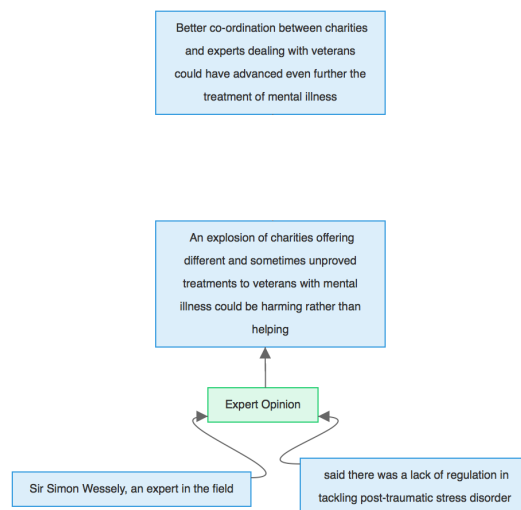 Better co-ordination between charities
and experts dealing with veterans
could have advanced even further the
treatment of mental illness
An explosion of charities offering
different and sometimes unproved
treatments to veterans with mental
illness could be harming rather than
helping
Expert Opinion
Sir Simon Wessely, an expert in the field
said there was a lack of regulation in
tackling post-traumatic stress disorder